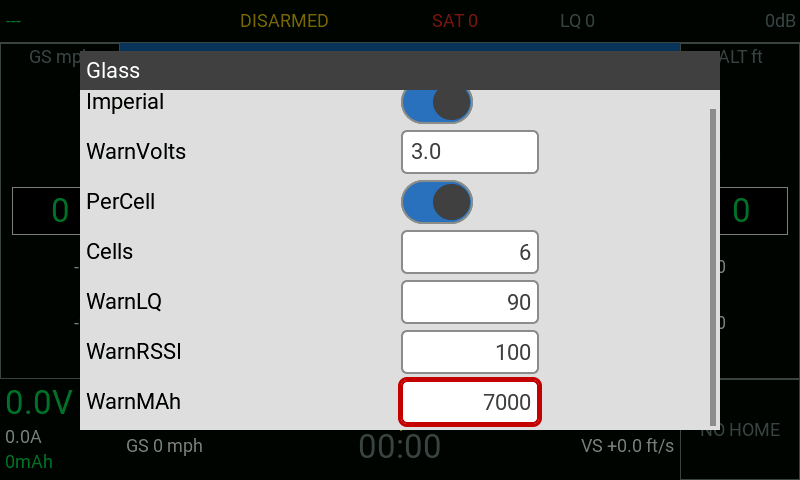 --- DISARMED SAT 0 LQ 0 0dB
GS mp ALT ft
Glass
Imperial
WarnVolts 3.0
PerCell
0 0
Cells 6
WarnLQ 90
WarnRSSI 100
WarnMAh 7000
0.0V
0.0A
0mAh
GS 0 mph 00:00 VS +0.0 ft/s
NO HOME